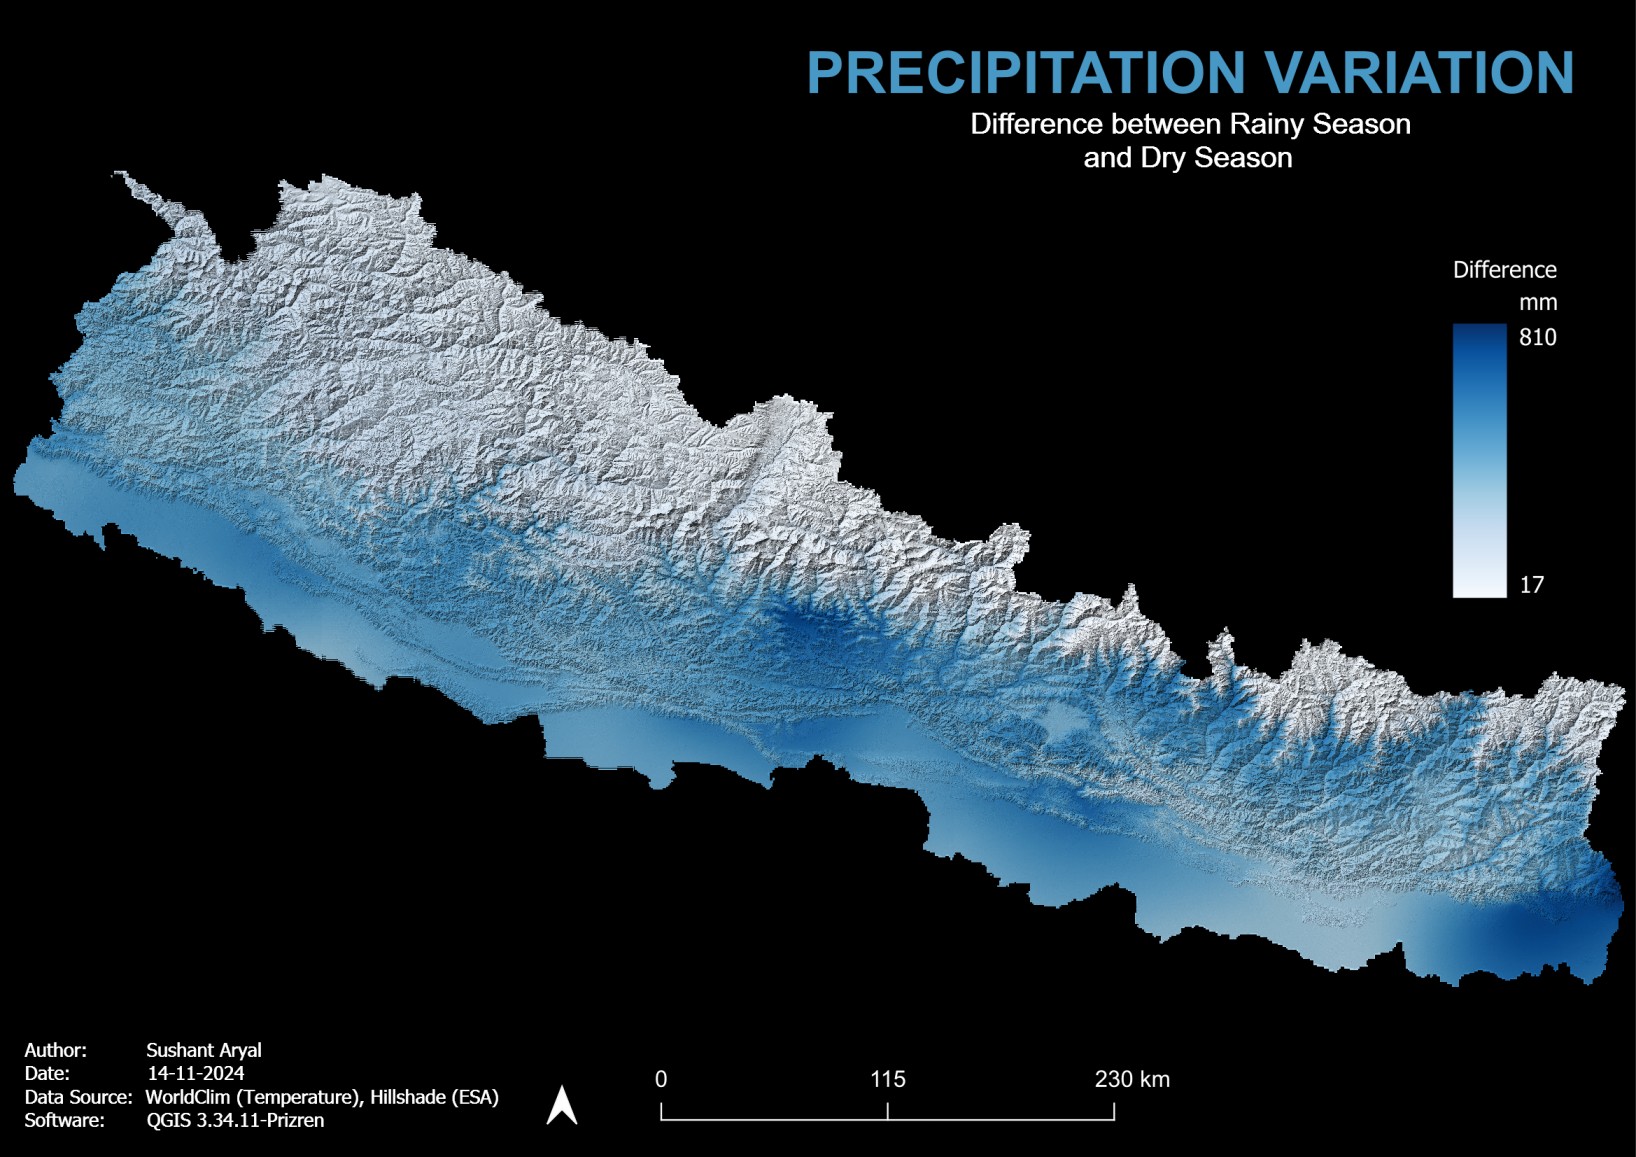 PRECIPITATION VARIATION
Difference between Rainy Season
and Dry Season
Difference
mm
810
17
Author: Sushant Aryal
Date: 14-11-2024
Data Source: WorldClim (Temperature), Hillshade (ESA)
Software: QGIS 3.34.11-Prizren
0 115 230 km